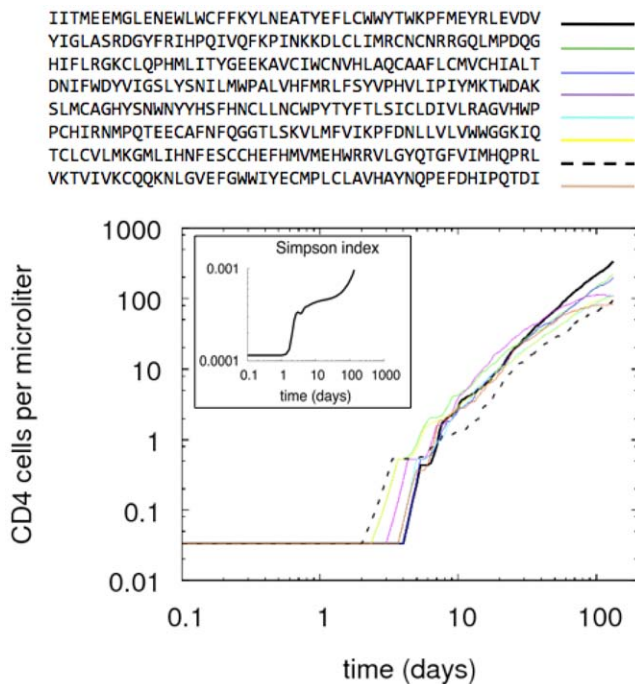 IITMEEMGLENEWLWCFFKYLNEATYEFLCWWYTWKPFMEYRLEVDV
YIGLASRDGYFRIHPQIVQFKPINKKDLCLIMRCNCNRRGQLMPDQG
HIFLRGKCLQPHMLITYGEEKAVCIWCNVHLAQCAAFLCMVCHIALT
DNIFWDYVIGSLYSNILMWPALVHFMRLFSYVPHVLIPIYMKTWDAK
SLMCAGHYSNWNYYHSFHNCLLNCWPYTYFTLSICLDIVLRAGVHWP
PCHIRNMPQTEECAFNFQGGTLSKVLMFVIKPFDNLLVLVWWGGKIQ
TCLCVLMKGMLIHNFESCCHEFHMVMEHWRRVLGYQTGFVIMHQPRL
VKTVIVKCQQKNLGVEFGWWIYECMPLCLAVHAYNQPEFDHIPQTDI
1000
100
10
1
0.1
0.01
CD4 cells per microliter
Simpson index
0.001
0.0001
0.1 1 10 100 1000
time (days)
0.1 1 10 100
time (days)